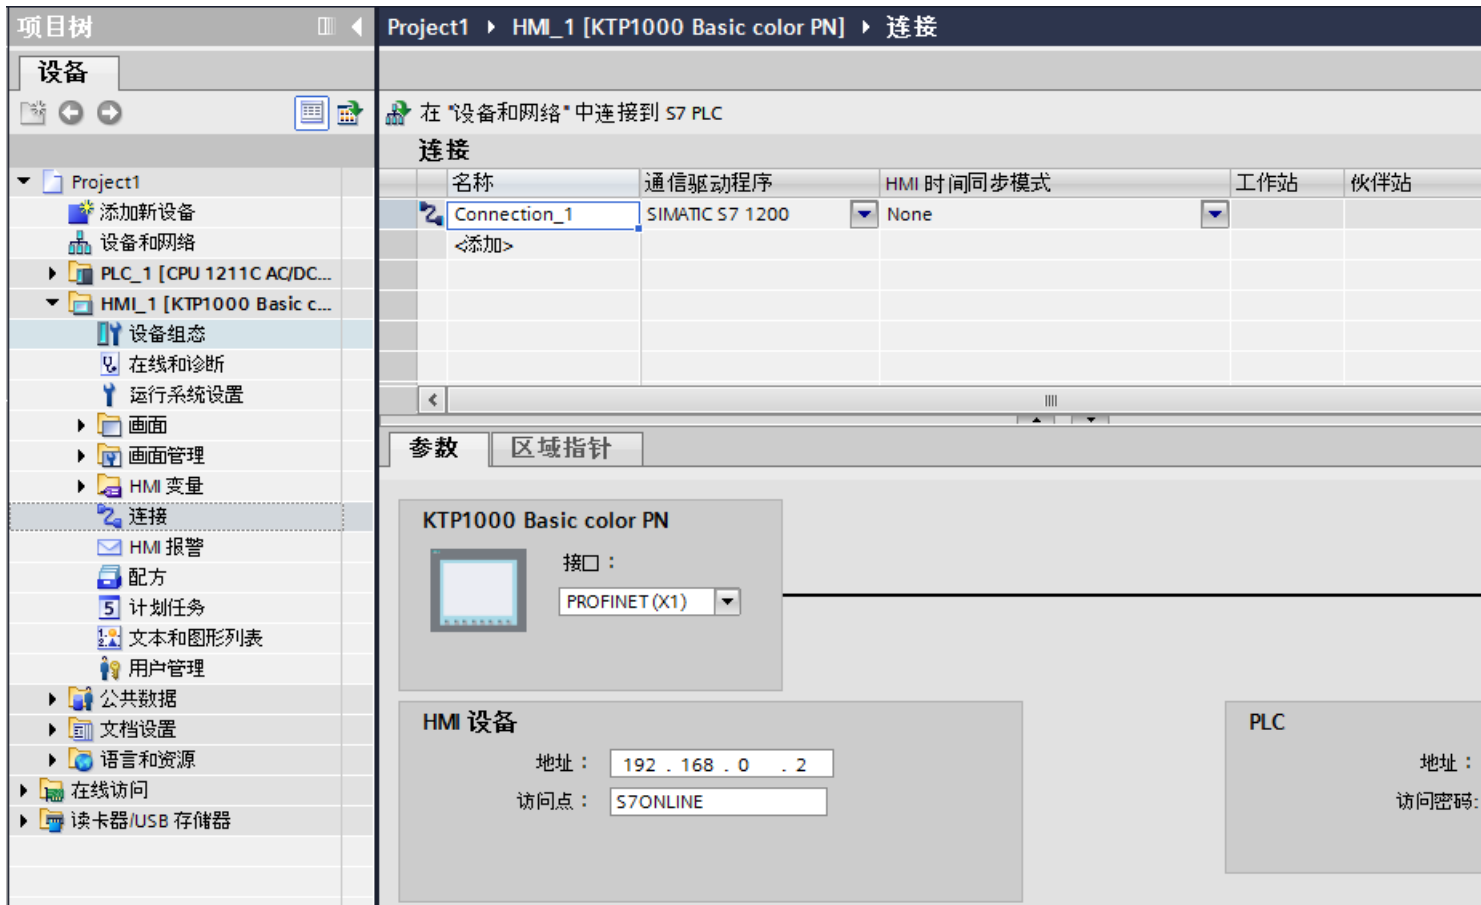 项目树
设备
Project1
添加新设备
设备和网络
PLC_1 [CPU 1211C AC/DC...
HMI_1 [KTP1000 Basic c...
设备组态
在线和诊断
运行系统设置
画面
画面管理
HMI 变量
连接
HMI 报警
配方
计划任务
文本和图形列表
用户管理
公共数据
文档设置
语言和资源
在线访问
读卡器/USB 存储器
Project1 ▸ HMI_1 [KTP1000 Basic color PN] ▸ 连接
在 "设备和网络" 中连接到 S7 PLC
连接
名称 通信驱动程序 HMI 时间同步模式 工作站 伙伴站
Connection_1 SIMATIC S7 1200 None
<添加>
参数 区域指针
KTP1000 Basic color PN
接口：
PROFINET (X1)
HMI 设备
地址： 192 . 168 . 0 . 2
访问点： S7ONLINE
PLC
地址：
访问密码: